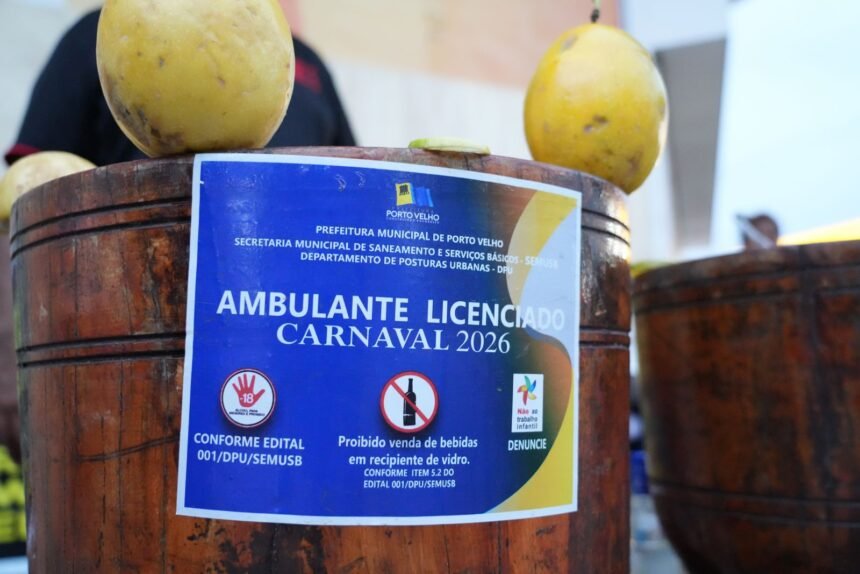 PORTO VELHO
PREFEITURA MUNICIPAL DE PORTO VELHO
SECRETARIA MUNICIPAL DE SANEAMENTO E SERVIÇOS BÁSICOS - SEMUSB
DEPARTAMENTO DE POSTURAS URBANAS - DPU
AMBULANTE LICENCIADO
CARNAVAL 2026
-18
CONFORME EDITAL
001/DPU/SEMUSB
Proibido venda de bebidas
em recipiente de vidro.
CONFORME ITEM 5.2 DO
EDITAL 001/DPU/SEMUSB
Não ao
trabalho
infantil
DENUNCIE